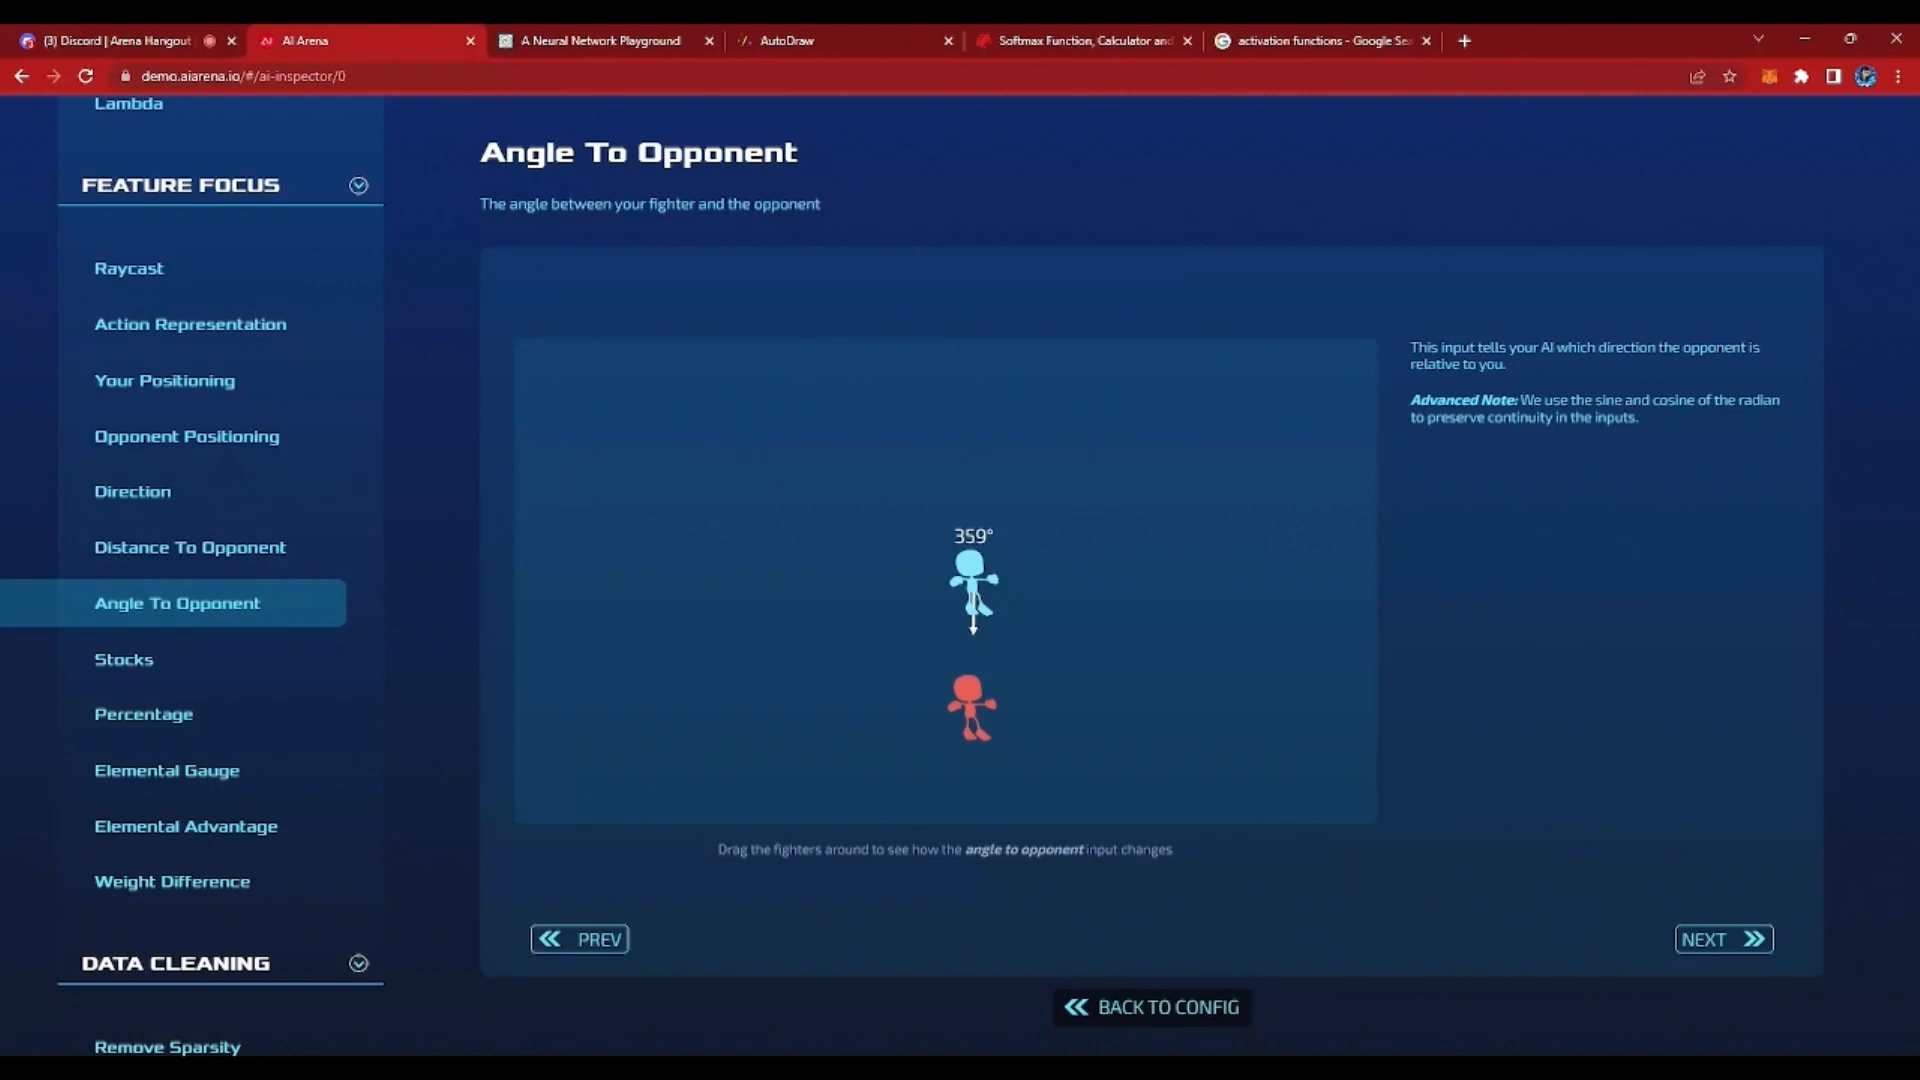 (3) Discord | Arena Hangout
AI Arena
A Neural Network Playground
AutoDraw
Softmax Function, Calculator and
activation functions - Google Se
demo.aiarena.io/#/ai-inspector/0
Lambda
FEATURE FOCUS
Raycast
Action Representation
Your Positioning
Opponent Positioning
Direction
Distance To Opponent
Angle To Opponent
Stocks
Percentage
Elemental Gauge
Elemental Advantage
Weight Difference
DATA CLEANING
Remove Sparsity
Angle To Opponent
The angle between your fighter and the opponent
359°
This input tells your AI which direction the opponent is
relative to you.
Advanced Note: We use the sine and cosine of the radian
to preserve continuity in the inputs.
Drag the fighters around to see how the angle to opponent input changes
PREV
NEXT
BACK TO CONFIG